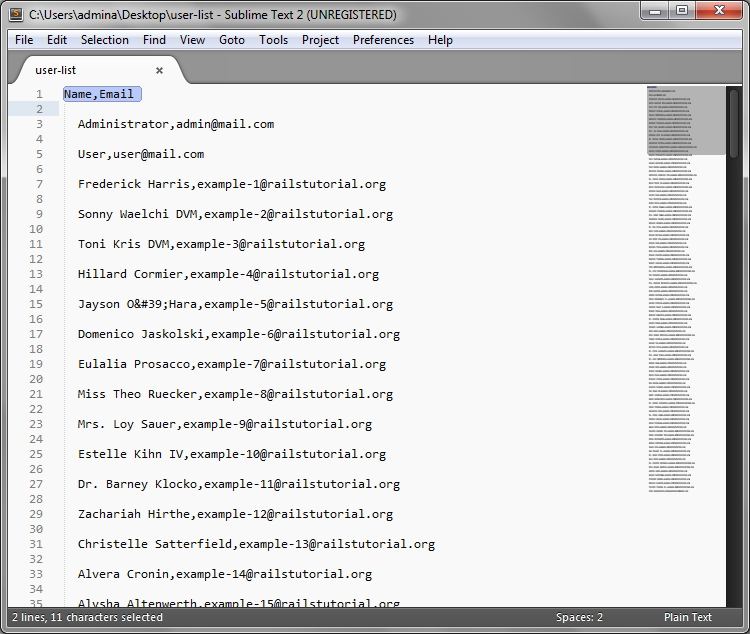 C:\Users\admina\Desktop\user-list - Sublime Text 2 (UNREGISTERED)
File Edit Selection Find View Goto Tools Project Preferences Help
user-list
1 Name,Email
2
3 Administrator,admin@mail.com
4
5 User,user@mail.com
6
7 Frederick Harris,example-1@railstutorial.org
8
9 Sonny Waelchi DVM,example-2@railstutorial.org
10
11 Toni Kris DVM,example-3@railstutorial.org
12
13 Hillard Cormier,example-4@railstutorial.org
14
15 Jayson O&#39;Hara,example-5@railstutorial.org
16
17 Domenico Jaskolski,example-6@railstutorial.org
18
19 Eulalia Prosacco,example-7@railstutorial.org
20
21 Miss Theo Ruecker,example-8@railstutorial.org
22
23 Mrs. Loy Sauer,example-9@railstutorial.org
24
25 Estelle Kihn IV,example-10@railstutorial.org
26
27 Dr. Barney Klocko,example-11@railstutorial.org
28
29 Zachariah Hirthe,example-12@railstutorial.org
30
31 Christelle Satterfield,example-13@railstutorial.org
32
33 Alvera Cronin,example-14@railstutorial.org
34
35 Alysha Altenwerth,example-15@railstutorial.org
2 lines, 11 characters selected Spaces: 2 Plain Text